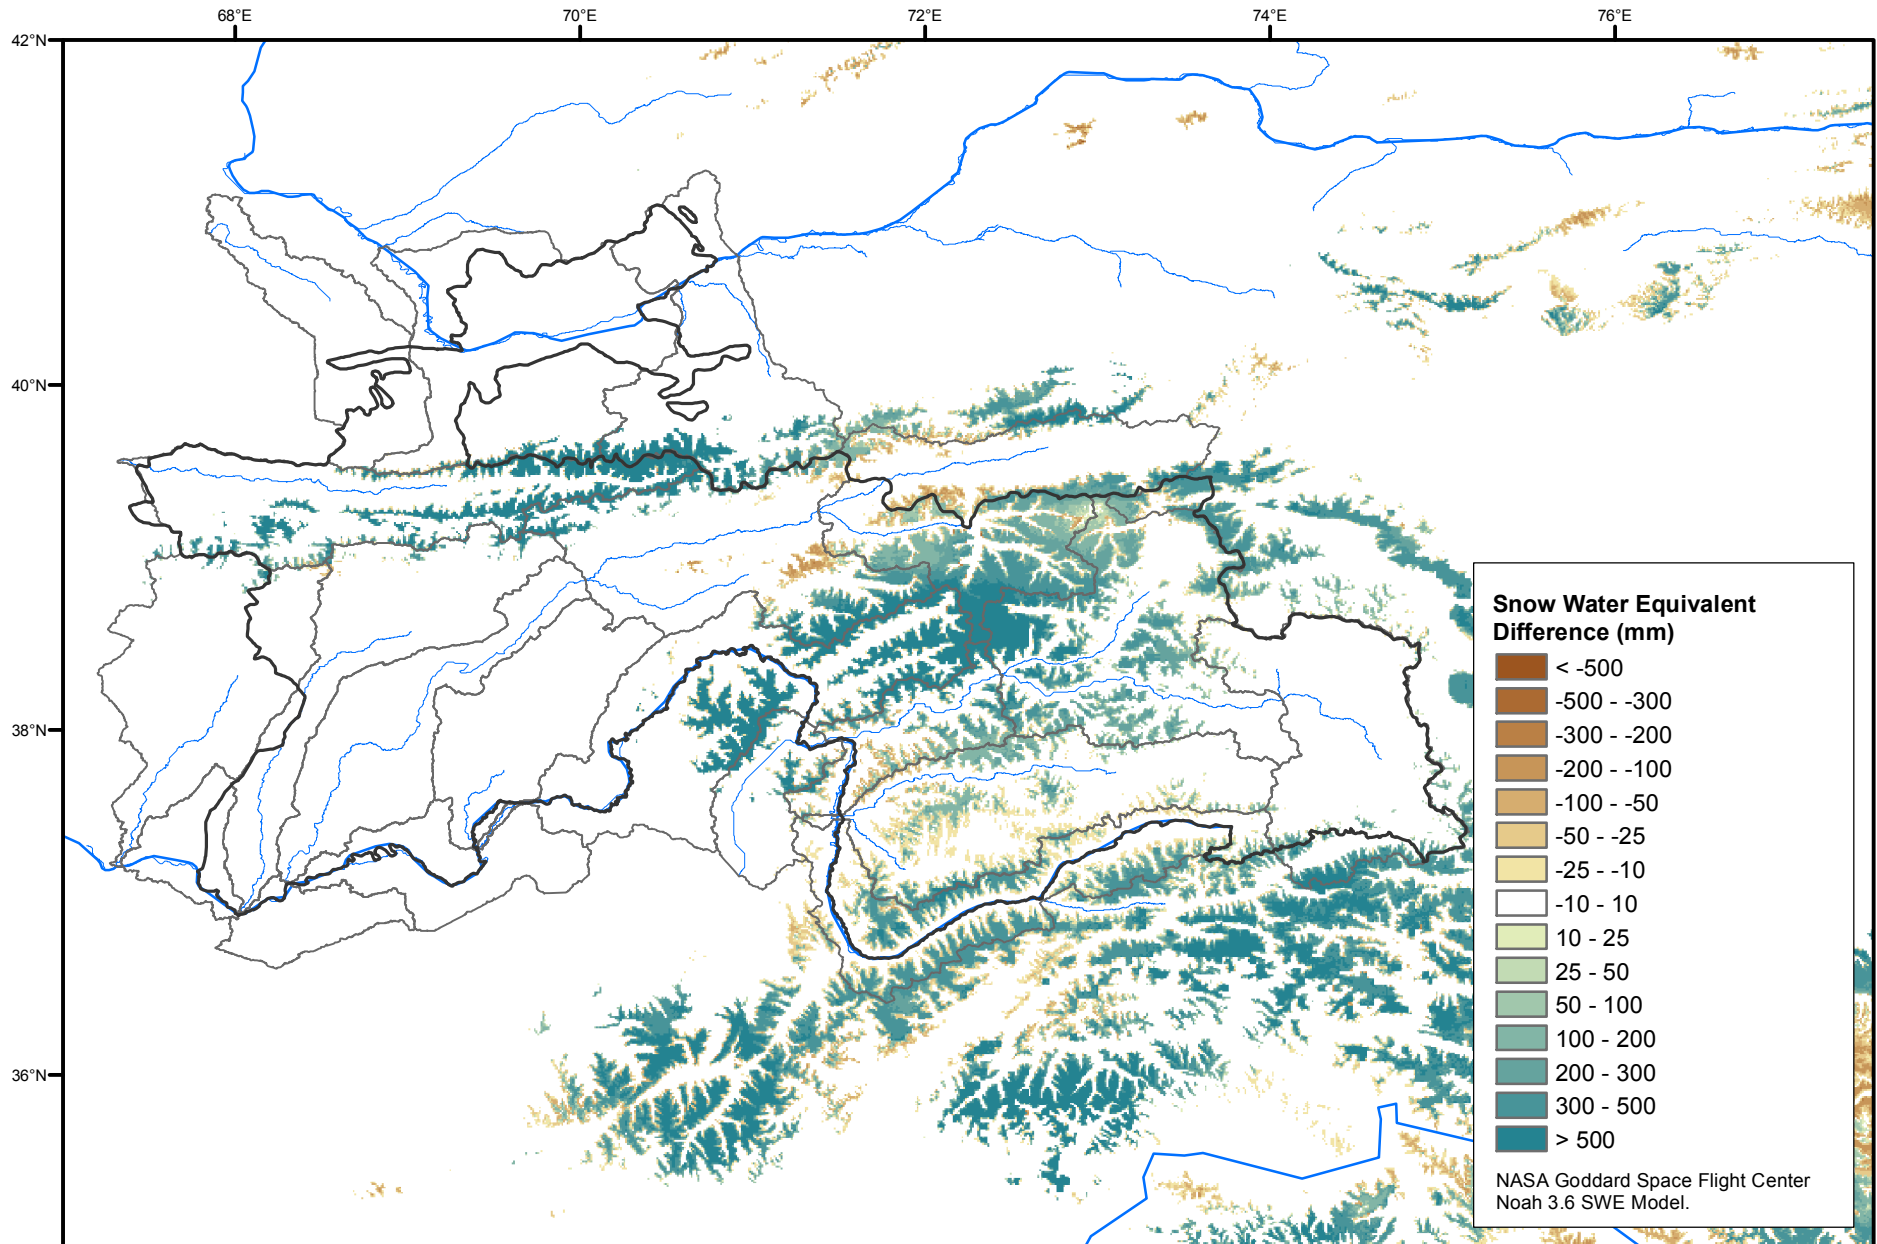 68°E 70°E 72°E 74°E 76°E
42°N
40°N
38°N
36°N
Snow Water Equivalent
Difference (mm)
< -500
-500 - -300
-300 - -200
-200 - -100
-100 - -50
-50 - -25
-25 - -10
-10 - 10
10 - 25
25 - 50
50 - 100
100 - 200
200 - 300
300 - 500
> 500
NASA Goddard Space Flight Center
Noah 3.6 SWE Model.